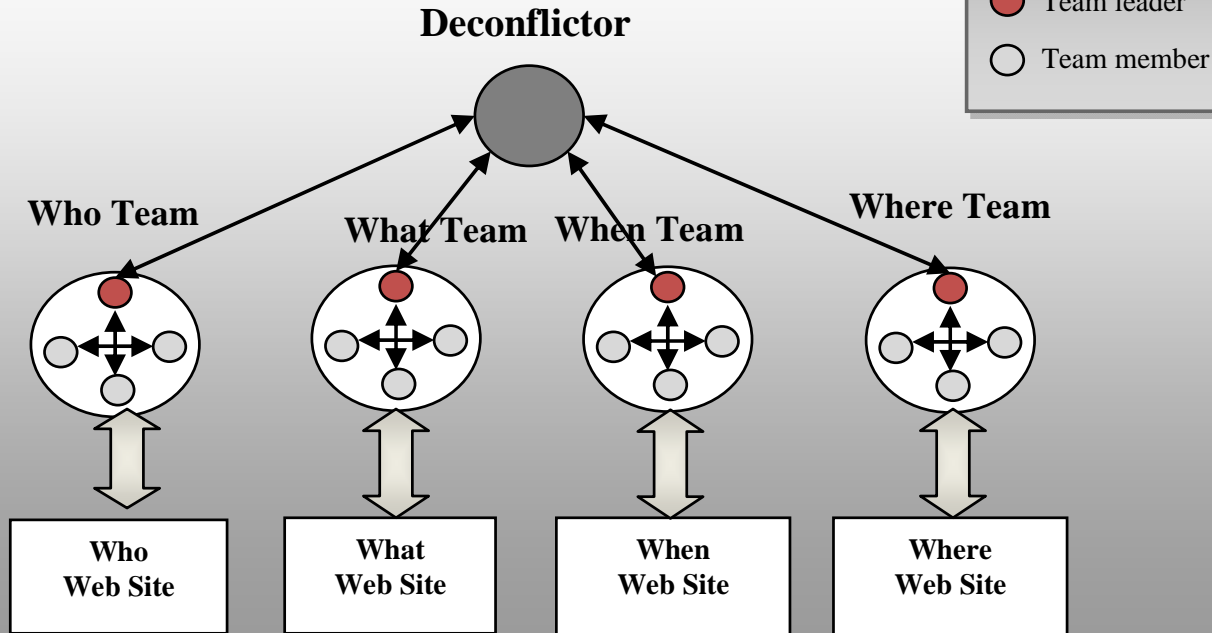 Deconflictor
Team leader
Team member
Who Team
What Team
When Team
Where Team
Who
Web Site
What
Web Site
When
Web Site
Where
Web Site